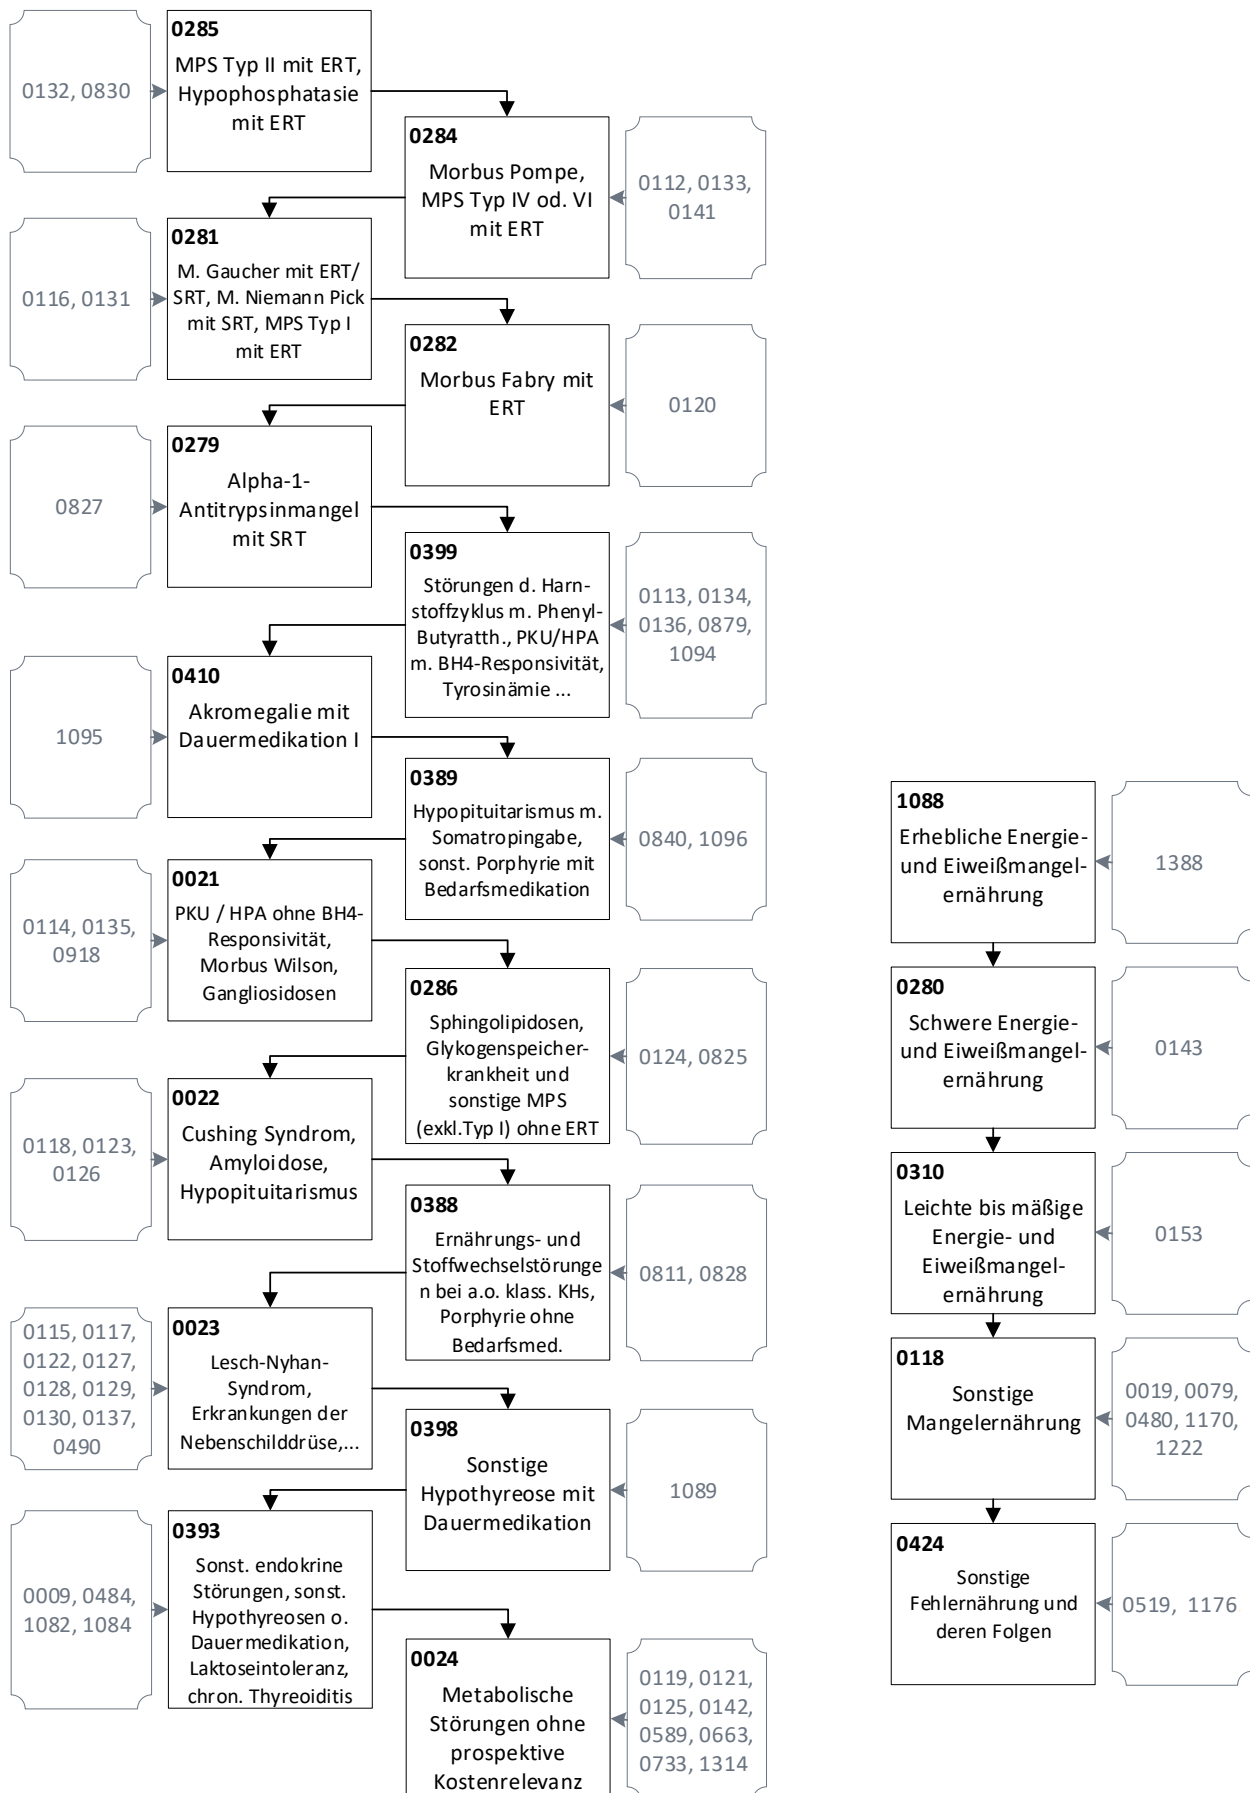 0285
MPS Typ II mit ERT,
Hypophosphatasie
mit ERT
0132, 0830
0284
Morbus Pompe,
MPS Typ IV od. VI
mit ERT
0112, 0133,
0141
0281
M. Gaucher mit ERT/
SRT, M. Niemann Pick
mit SRT, MPS Typ I
mit ERT
0116, 0131
0282
Morbus Fabry mit
ERT
0120
0279
Alpha-1-
Antitrypsinmangel
mit SRT
0827
0399
Störungen d. Harn-
stoffzyklus m. Phenyl-
Butyratth., PKU/HPA
m. BH4-Responsivität,
Tyrosinämie ...
0113, 0134,
0136, 0879,
1094
0410
Akromegalie mit
Dauermedikation I
1095
0389
Hypopituitarismus m.
Somatropingabe,
sonst. Porphyrie mit
Bedarfsmedikation
0840, 1096
0021
PKU / HPA ohne BH4-
Responsivität,
Morbus Wilson,
Gangliosidosen
0114, 0135,
0918
0286
Sphingolipidosen,
Glykogenspeicher-
krankheit und
sonstige MPS
(exkl.Typ I) ohne ERT
0124, 0825
0022
Cushing Syndrom,
Amyloidose,
Hypopituitarismus
0118, 0123,
0126
0388
Ernährungs- und
Stoffwechselstörunge
n bei a.o. klass. KHs,
Porphyrie ohne
Bedarfsmed.
0811, 0828
0023
Lesch-Nyhan-
Syndrom,
Erkrankungen der
Nebenschilddrüse,...
0115, 0117,
0122, 0127,
0128, 0129,
0130, 0137,
0490
0398
Sonstige
Hypothyreose mit
Dauermedikation
1089
0393
Sonst. endokrine
Störungen, sonst.
Hypothyreosen o.
Dauermedikation,
Laktoseintoleranz,
chron. Thyreoiditis
0009, 0484,
1082, 1084
0024
Metabolische
Störungen ohne
prospektive
Kostenrelevanz
0119, 0121,
0125, 0142,
0589, 0663,
0733, 1314
1088
Erhebliche Energie-
und Eiweißmangel-
ernährung
1388
0280
Schwere Energie-
und Eiweißmangel-
ernährung
0143
0310
Leichte bis mäßige
Energie- und
Eiweißmangel-
ernährung
0153
0118
Sonstige
Mangelernährung
0019, 0079,
0480, 1170,
1222
0424
Sonstige
Fehlernährung und
deren Folgen
0519, 1176